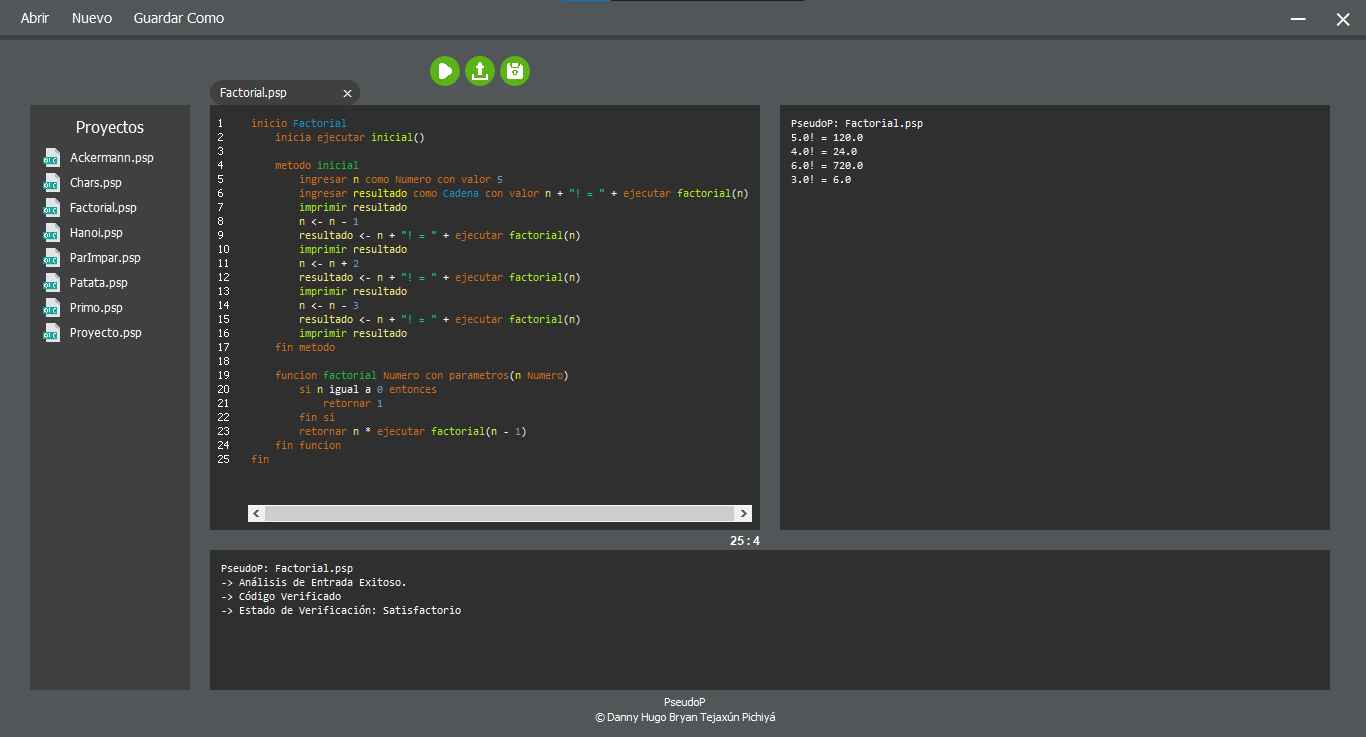 Abrir Nuevo Guardar Como
Factorial.psp
Proyectos
Ackermann.psp
Chars.psp
Factorial.psp
Hanoi.psp
ParImpar.psp
Patata.psp
Primo.psp
Proyecto.psp
1 inicio Factorial
2 inicia ejecutar inicial()
3
4 metodo inicial
5 ingresar n como Numero con valor 5
6 ingresar resultado como Cadena con valor n + "! = " + ejecutar factorial(n)
7 imprimir resultado
8 n <- n - 1
9 resultado <- n + "! = " + ejecutar factorial(n)
10 imprimir resultado
11 n <- n + 2
12 resultado <- n + "! = " + ejecutar factorial(n)
13 imprimir resultado
14 n <- n - 3
15 resultado <- n + "! = " + ejecutar factorial(n)
16 imprimir resultado
17 fin metodo
18
19 funcion factorial Numero con parametros(n Numero)
20 si n igual a 0 entonces
21 retornar 1
22 fin si
23 retornar n * ejecutar factorial(n - 1)
24 fin funcion
25 fin
25 : 4
PseudoP: Factorial.psp
5.0! = 120.0
4.0! = 24.0
6.0! = 720.0
3.0! = 6.0
PseudoP: Factorial.psp
-> Análisis de Entrada Exitoso.
-> Código Verificado
-> Estado de Verificación: Satisfactorio
PseudoP
© Danny Hugo Bryan Tejaxún Pichiyá